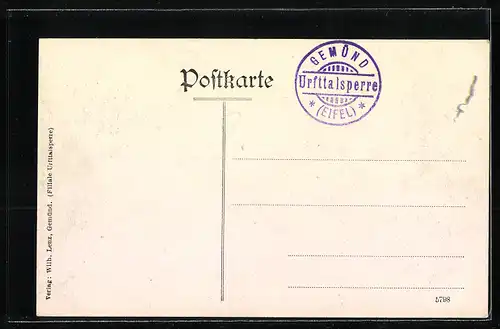 Postkarte
GEMÜND
Urfttalsperre
* (EIFEL) *
Verlag: Wilh. Lenz, Gemünd. (Filiale Urfttalsperre)
5798